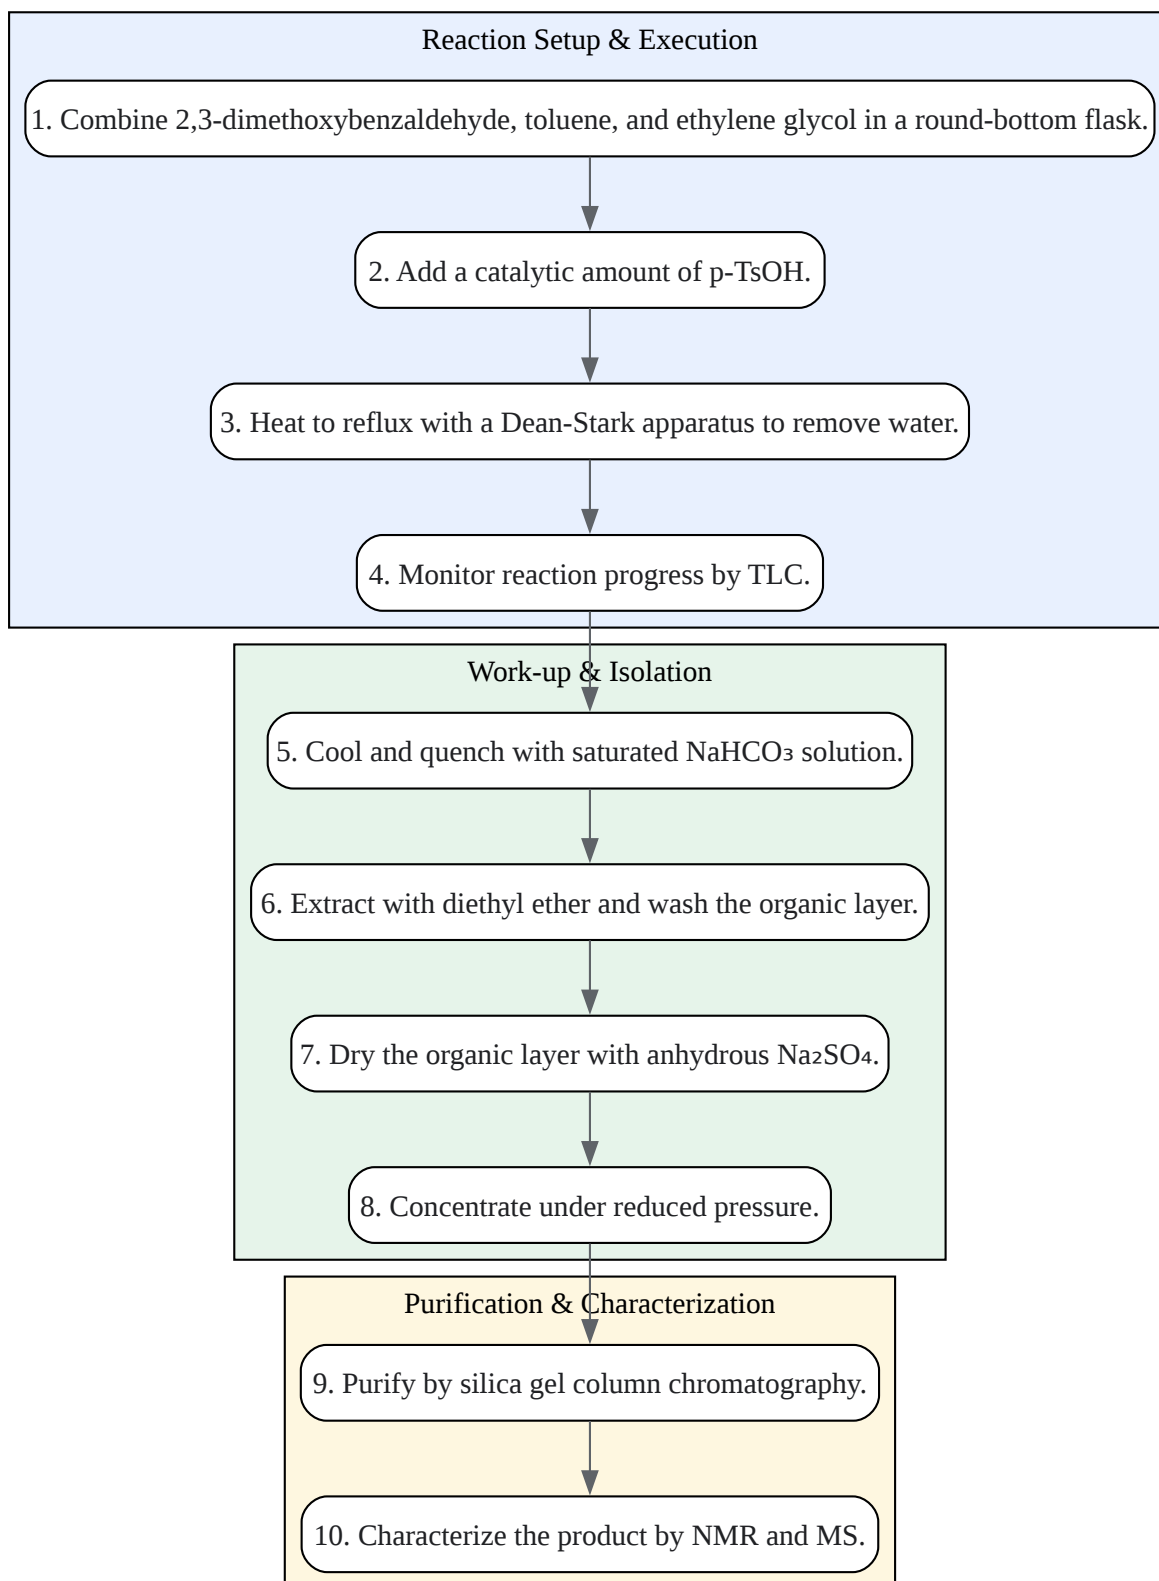 Reaction Setup & Execution
1. Combine 2,3-dimethoxybenzaldehyde, toluene, and ethylene glycol in a round-bottom flask.
2. Add a catalytic amount of p-TsOH.
3. Heat to reflux with a Dean-Stark apparatus to remove water.
4. Monitor reaction progress by TLC.
Work-up & Isolation
5. Cool and quench with saturated NaHCO₃ solution.
6. Extract with diethyl ether and wash the organic layer.
7. Dry the organic layer with anhydrous Na₂SO₄.
8. Concentrate under reduced pressure.
Purification & Characterization
9. Purify by silica gel column chromatography.
10. Characterize the product by NMR and MS.